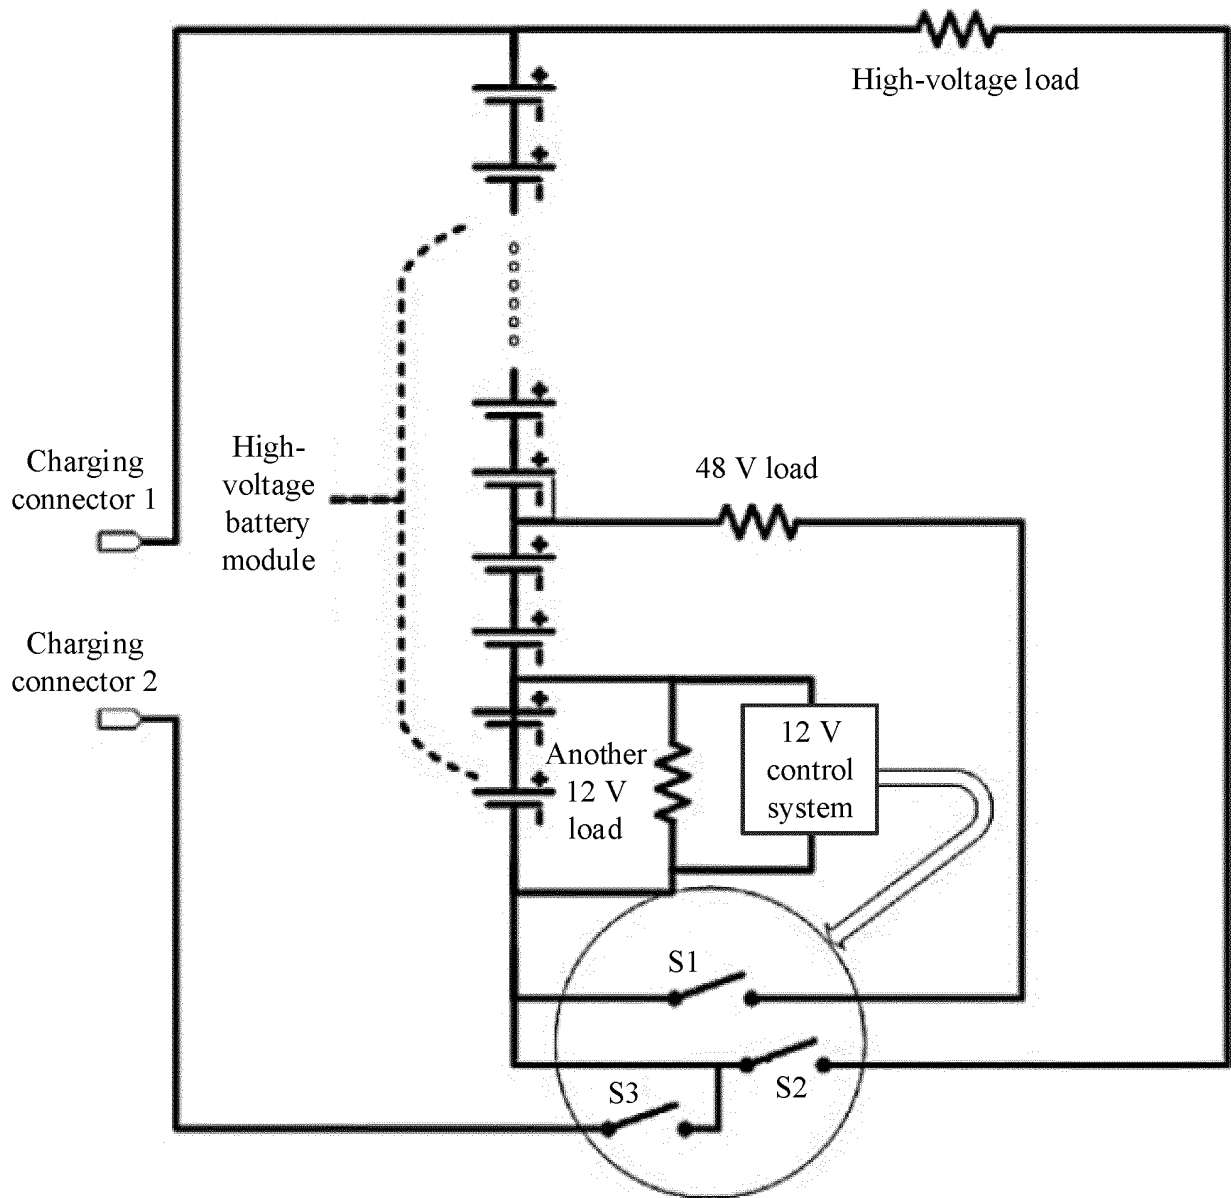 High-voltage load
Charging
connector 1
High-
voltage
battery
module
48 V load
Charging
connector 2
Another
12 V
load
12 V
control
system
S1
S2
S3